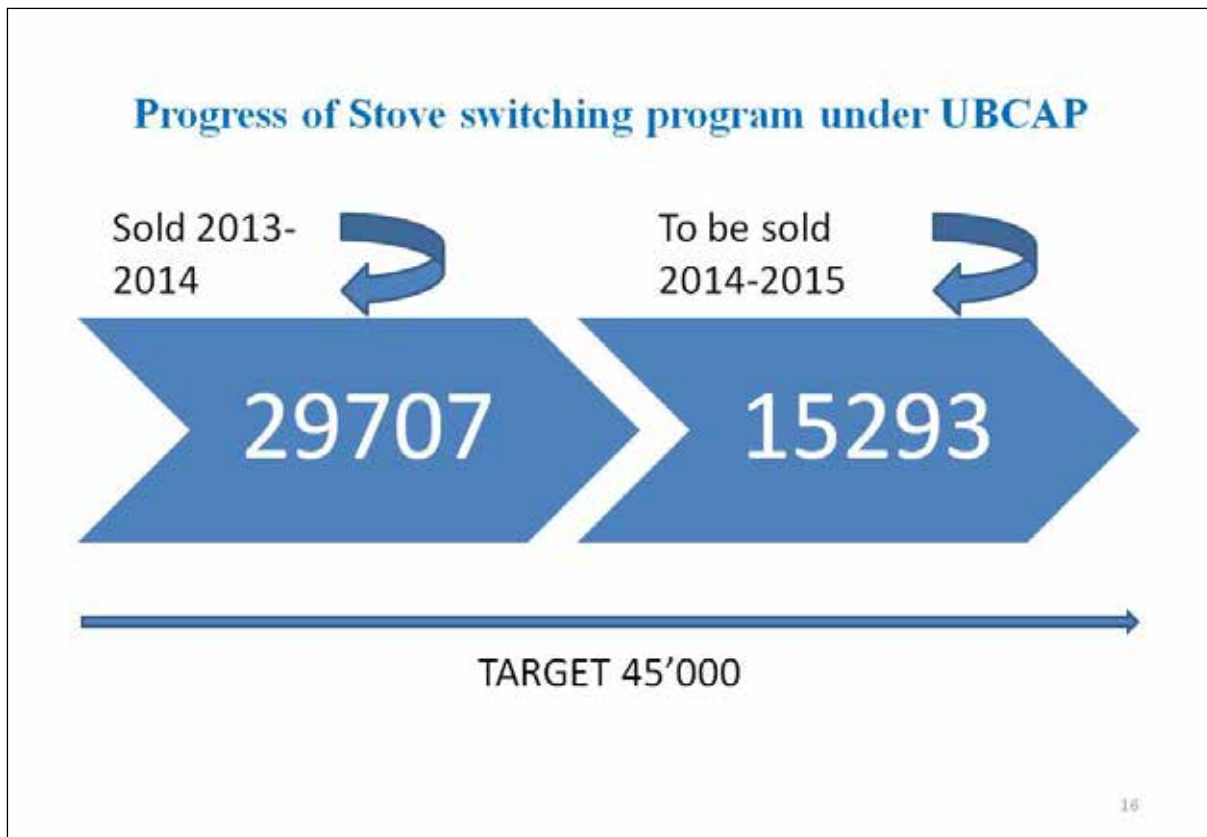 Progress of Stove switching program under UBCAP
Sold 2013-
2014
To be sold
2014-2015
29707
15293
TARGET 45’000
16